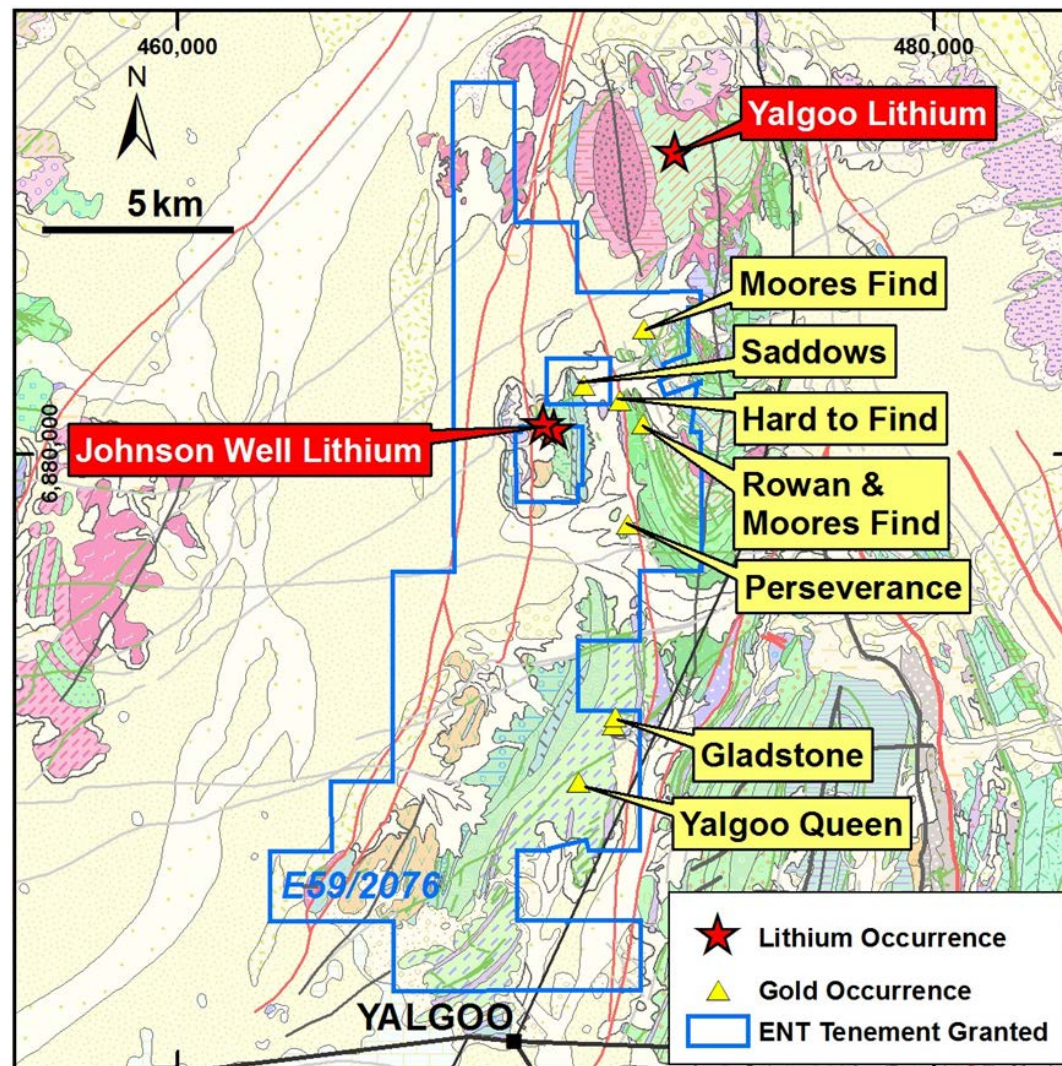 460,000
480,000
N
Yalgoo Lithium
5 km
Moores Find
Saddows
Hard to Find
6,880,000
Johnson Well Lithium
Rowan &
Moores Find
Perseverance
Gladstone
Yalgoo Queen
E59/2076
Lithium Occurrence
Gold Occurrence
ENT Tenement Granted
YALGOO